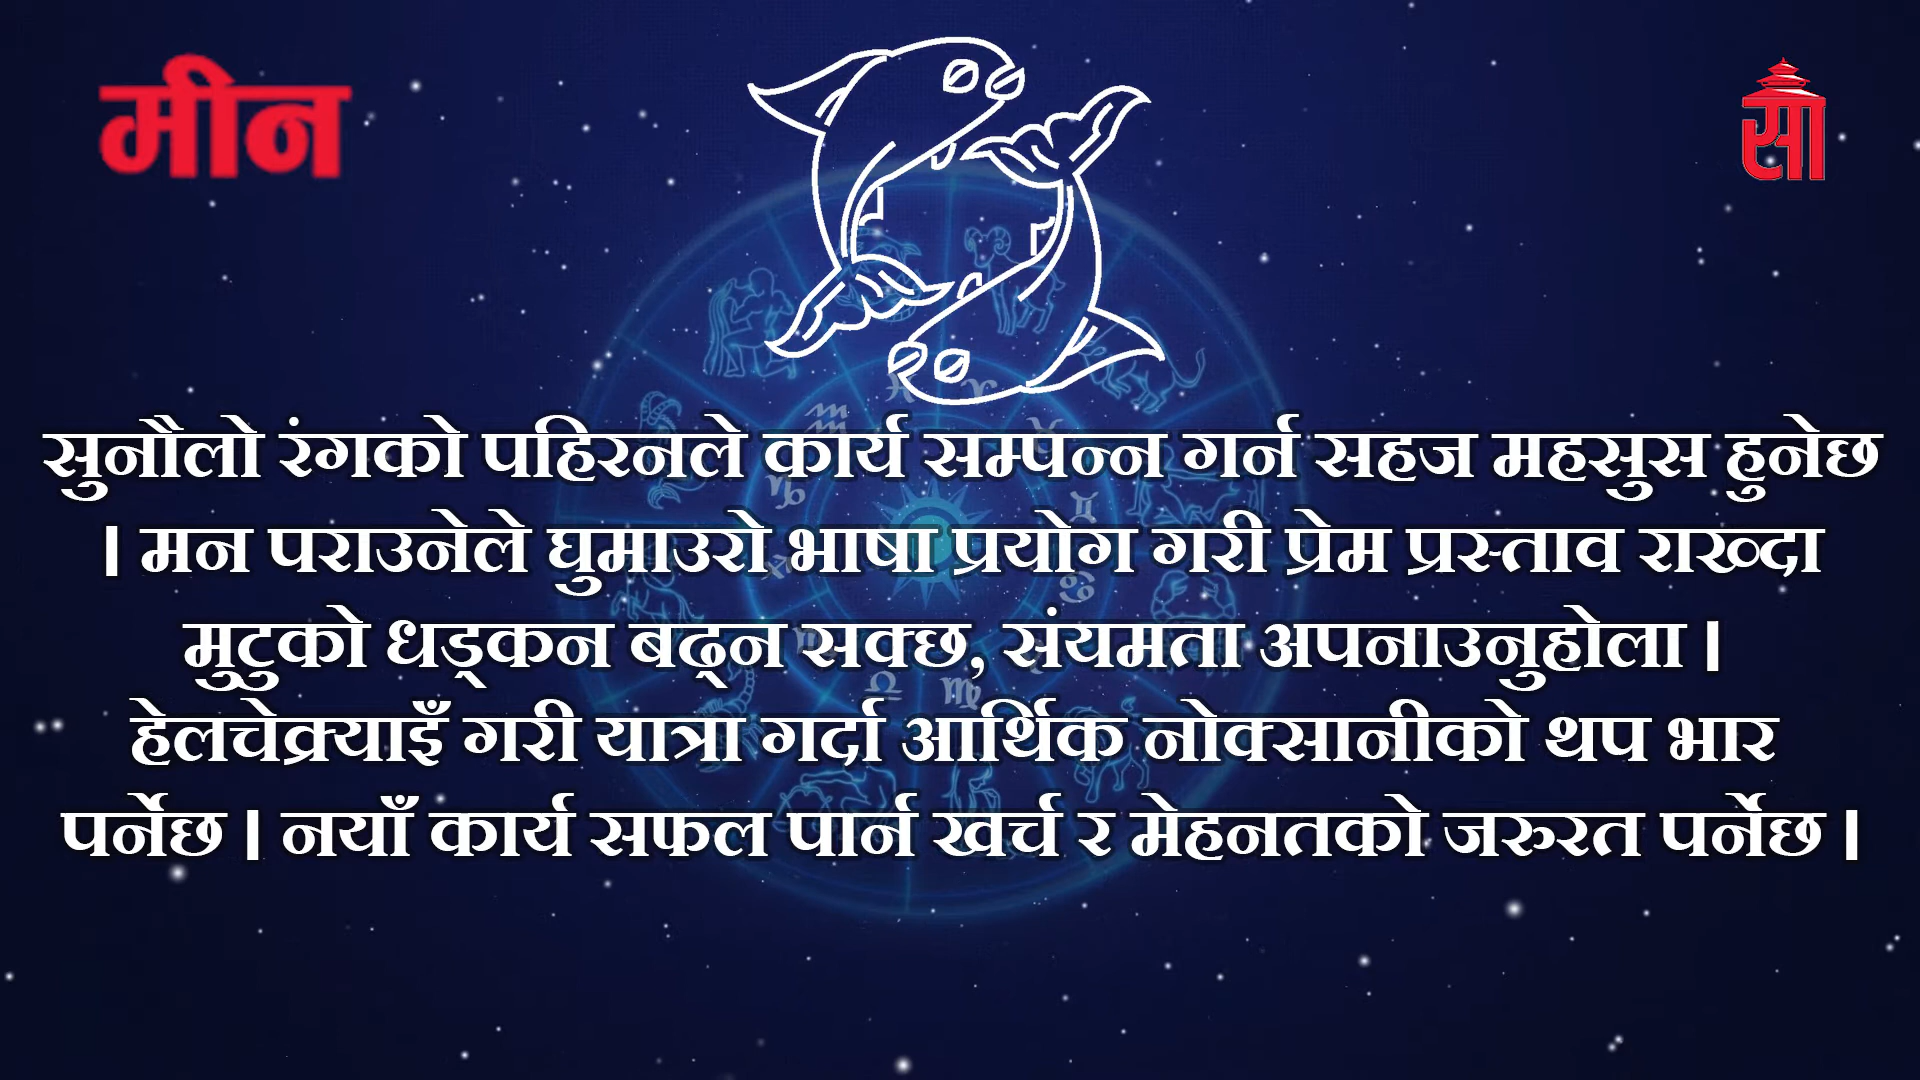 मीन
सा
सुनौलो रंगको पहिरनले कार्य सम्पन्न गर्न सहज महसुस हुनेछ
। मन पराउनेले घुमाउरो भाषा प्रयोग गरी प्रेम प्रस्ताव राख्दा
मुटुको धड्कन बढ्न सक्छ, संयमता अपनाउनुहोला ।
हेलचेक्र्याइँ गरी यात्रा गर्दा आर्थिक नोक्सानीको थप भार
पर्नेछ । नयाँ कार्य सफल पार्न खर्च र मेहनतको जरुरत पर्नेछ ।